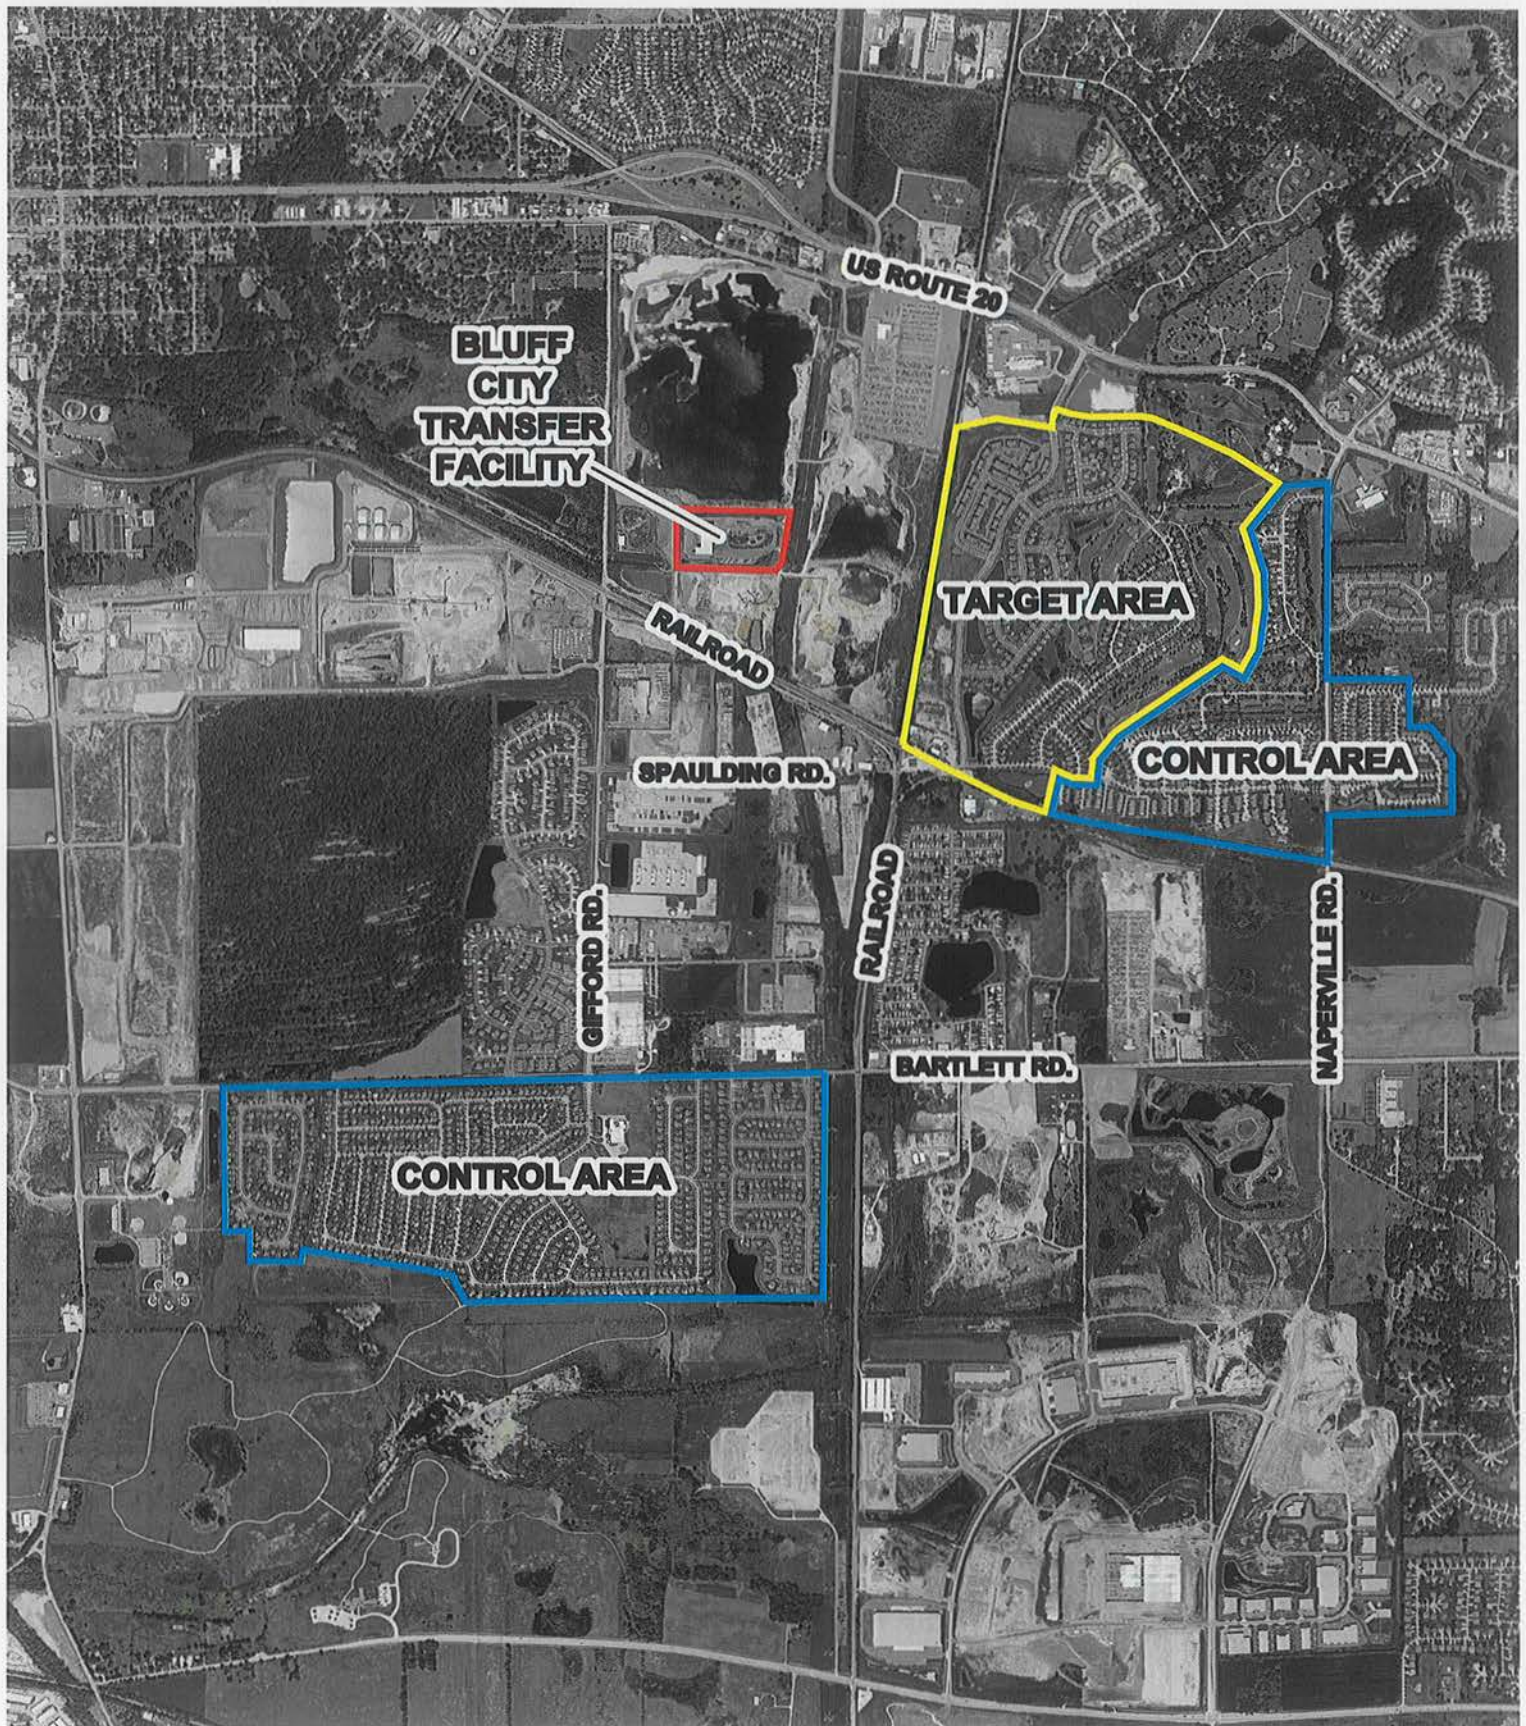 US ROUTE 20
BLUFF
CITY
TRANSFER
FACILITY
TARGET AREA
RAILROAD
CONTROL AREA
SPAULDING RD.
RAILROAD
GIFFORD RD.
NAPERVILLE RD.
BARTLETT RD.
CONTROL AREA